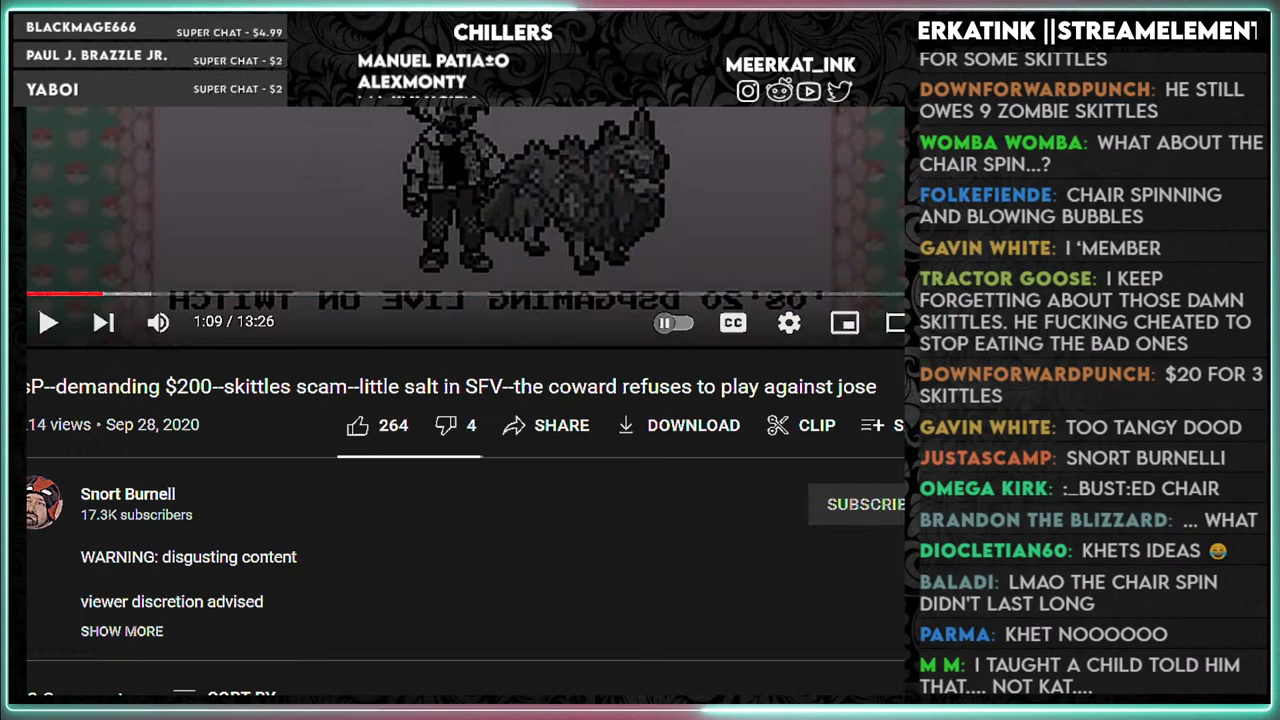 BLACKMAGE666 SUPER CHAT - $4.99
PAUL J. BRAZZLE JR. SUPER CHAT - $2
YABOI SUPER CHAT - $2
CHILLERS
MANUEL PATIA±O
ALEXMONTY
MEERKAT_INK
1:09 / 13:26
CC
sP--demanding $200--skittles scam--little salt in SFV--the coward refuses to play against jose
14 views • Sep 28, 2020
264
4
SHARE
DOWNLOAD
CLIP
S
Snort Burnell
17.3K subscribers
SUBSCRIBE
WARNING: disgusting content
viewer discretion advised
SHOW MORE
SORT BY
ERKATINK ||STREAMELEMENT
FOR SOME SKITTLES
DOWNFORWARDPUNCH: HE STILL
OWES 9 ZOMBIE SKITTLES
WOMBA WOMBA: WHAT ABOUT THE
CHAIR SPIN...?
FOLKEFIENDE: CHAIR SPINNING
AND BLOWING BUBBLES
GAVIN WHITE: I ‘MEMBER
TRACTOR GOOSE: I KEEP
FORGETTING ABOUT THOSE DAMN
SKITTLES. HE FUCKING CHEATED TO
STOP EATING THE BAD ONES
DOWNFORWARDPUNCH: $20 FOR 3
SKITTLES
GAVIN WHITE: TOO TANGY DOOD
JUSTASCAMP: SNORT BURNELLI
OMEGA KIRK: :_BUST:ED CHAIR
BRANDON THE BLIZZARD: ... WHAT
DIOCLETIAN60: KHETS IDEAS 😂
BALADI: LMAO THE CHAIR SPIN
DIDN'T LAST LONG
PARMA: KHET NOOOOOO
M M: I TAUGHT A CHILD TOLD HIM
THAT.... NOT KAT....